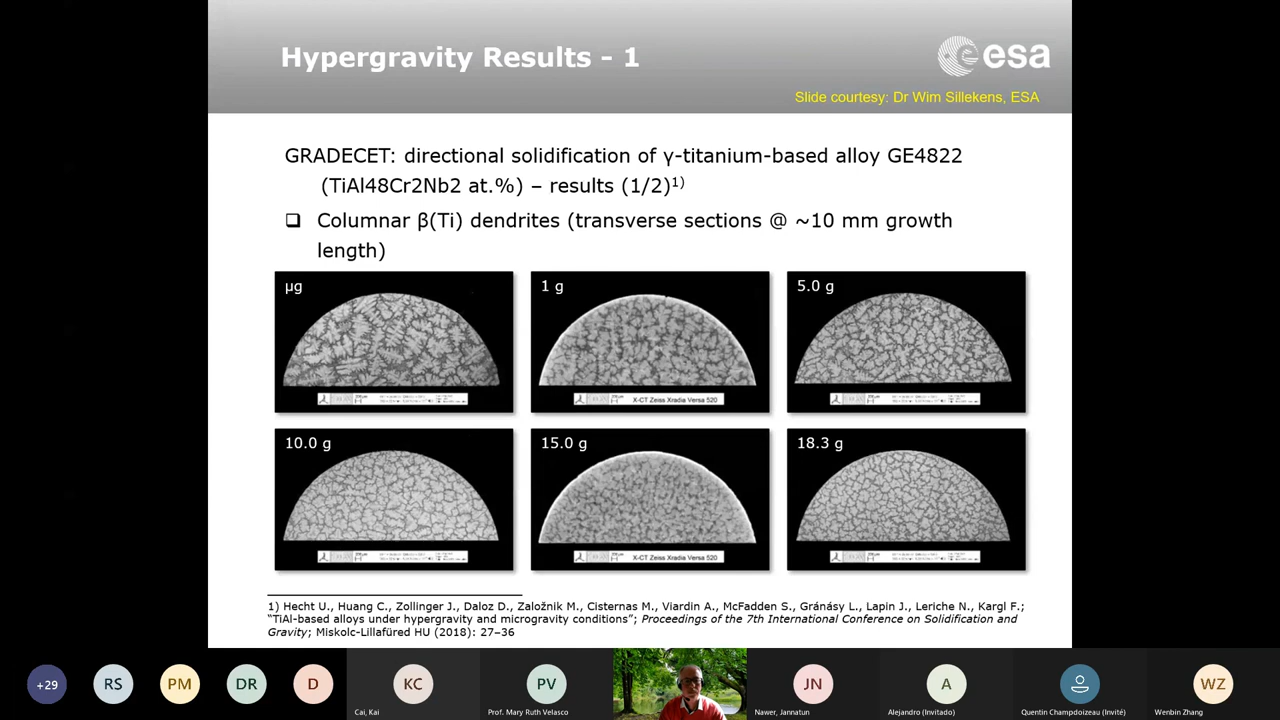 Hypergravity Results - 1
esa
Slide courtesy: Dr Wim Sillekens, ESA
GRADECET: directional solidification of γ-titanium-based alloy GE4822
(TiAl48Cr2Nb2 at.%) – results (1/2)¹⁾
Columnar β(Ti) dendrites (transverse sections @ ~10 mm growth
length)
μg
1 g
5.0 g
X-CT Zeiss Xradia Versa 520
10.0 g
15.0 g
18.3 g
X-CT Zeiss Xradia Versa 520
1) Hecht U., Huang C., Zollinger J., Daloz D., Založnik M., Cisternas M., Viardin A., McFadden S., Gránásy L., Lapin J., Leriche N., Kargl F.;
“TiAl-based alloys under hypergravity and microgravity conditions”; Proceedings of the 7th International Conference on Solidification and
Gravity; Miskolc-Lillafüred HU (2018): 27–36
+29
RS
PM
DR
D
KC
PV
JN
A
WZ
Cai, Kai
Prof. Mary Ruth Velasco
Nawer, Jannatun
Alejandro (Invitado)
Quentin Champdoizeau (Invité)
Wenbin Zhang